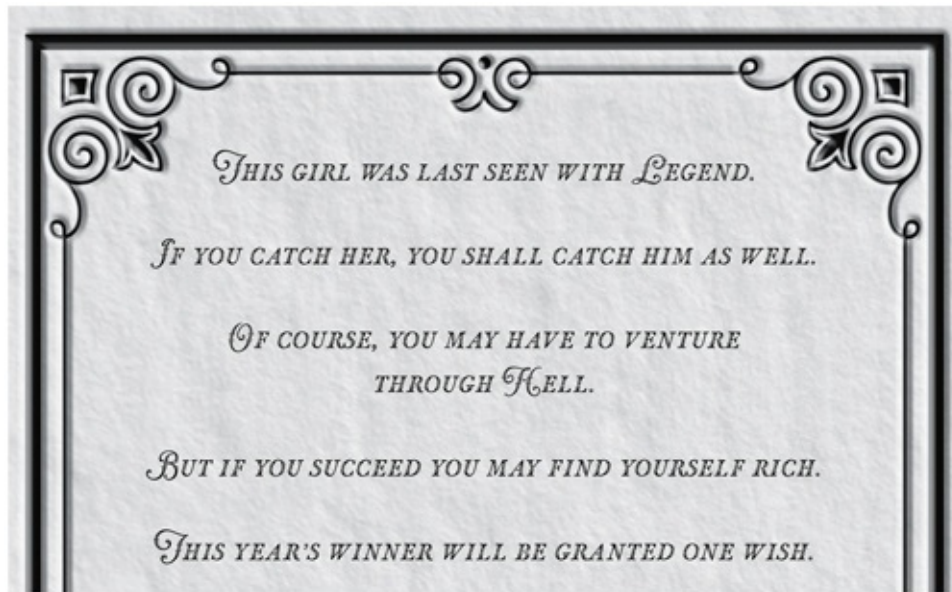 This girl was last seen with Legend.
If you catch her, you shall catch him as well.
Of course, you may have to venture
through Hell.
But if you succeed you may find yourself rich.
This year's winner will be granted one wish.